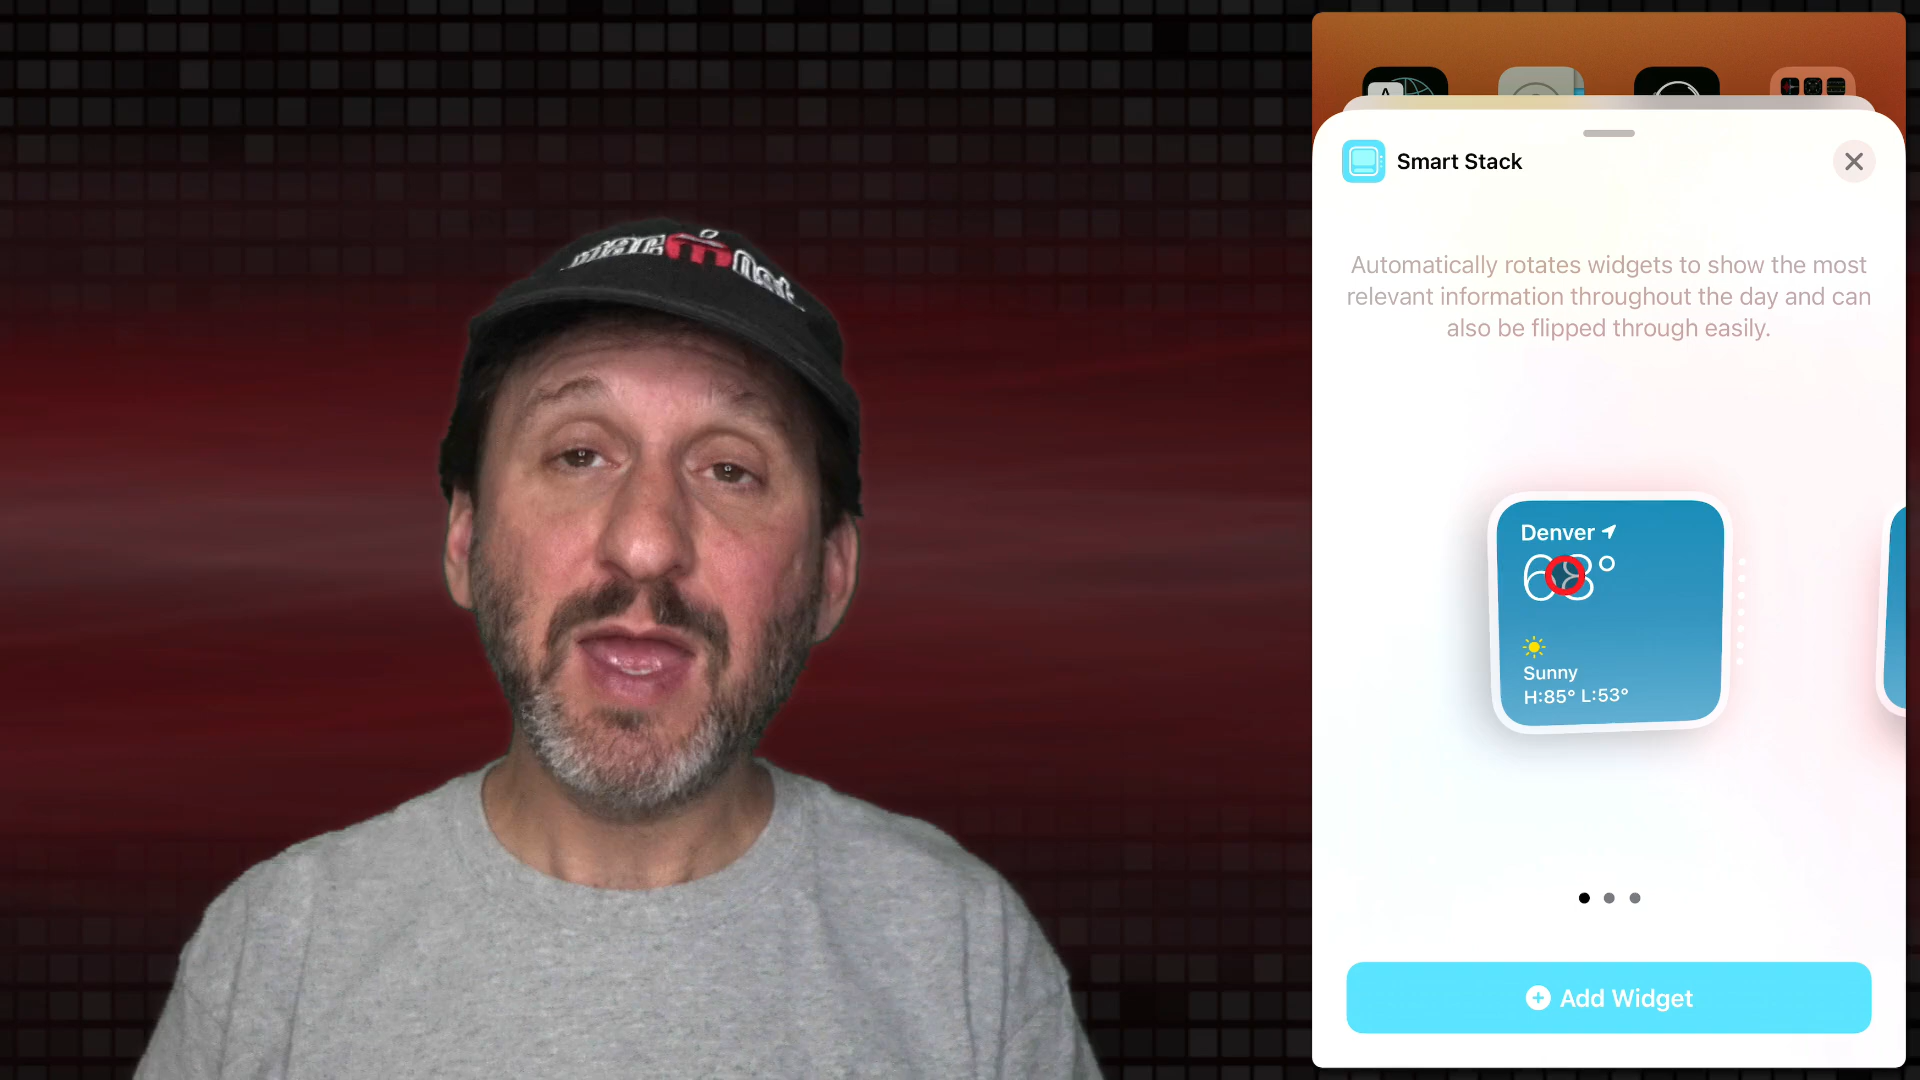 A
Smart Stack
Automatically rotates widgets to show the most
relevant information throughout the day and can
also be flipped through easily.
Denver
68°
Sunny
H:85° L:53°
Add Widget